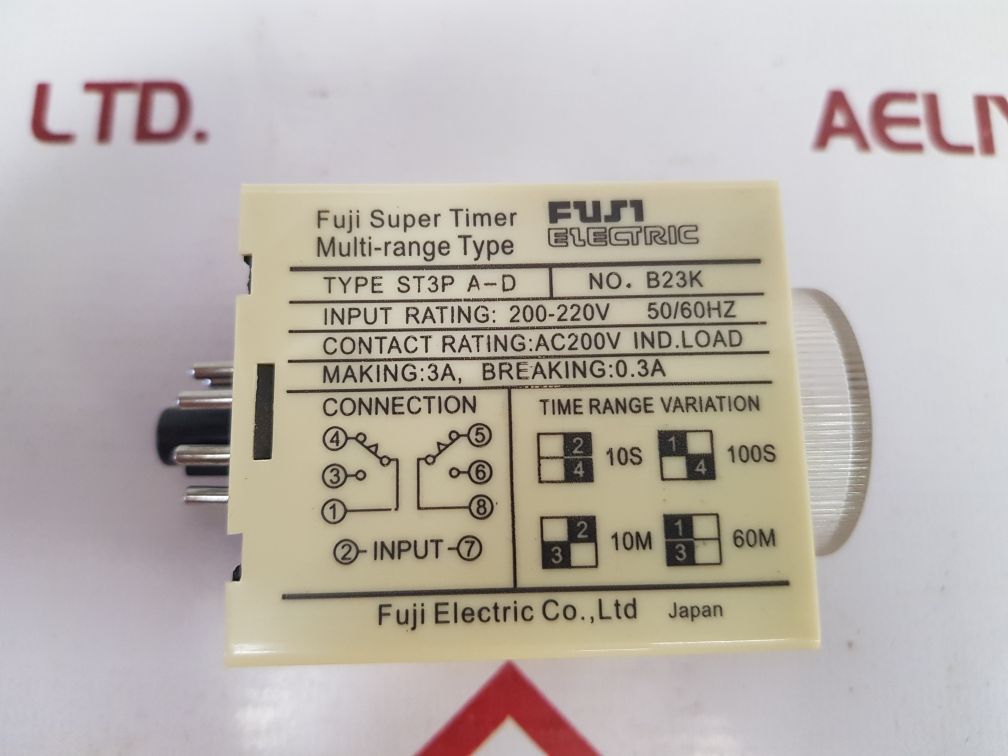 LTD.
AELIY
Fuji Super Timer
Multi-range Type
FUJI
ELECTRIC
TYPE ST3P A-D
NO. B23K
INPUT RATING: 200-220V 50/60HZ
CONTACT RATING:AC200V IND.LOAD
MAKING:3A, BREAKING:0.3A
CONNECTION
4 5
3 6
1 8
2 - INPUT - 7
TIME RANGE VARIATION
2
4
10S
1
4
100S
2
3
10M
1
3
60M
Fuji Electric Co.,Ltd Japan